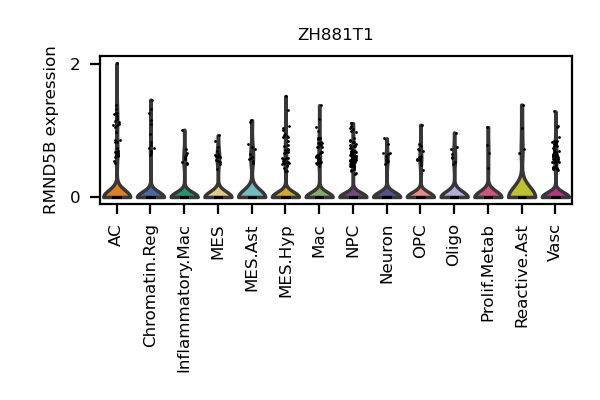 ZH881T1
RMND5B expression
2
0
AC
Chromatin.Reg
Inflammatory.Mac
MES
MES.Ast
MES.Hyp
Mac
NPC
Neuron
OPC
Oligo
Prolif.Metab
Reactive.Ast
Vasc